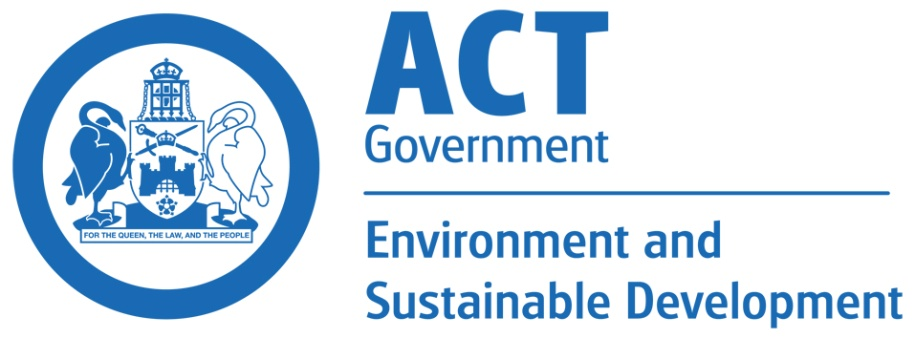 FOR THE QUEEN, THE LAW, AND THE PEOPLE
ACT
Government
Environment and
Sustainable Development